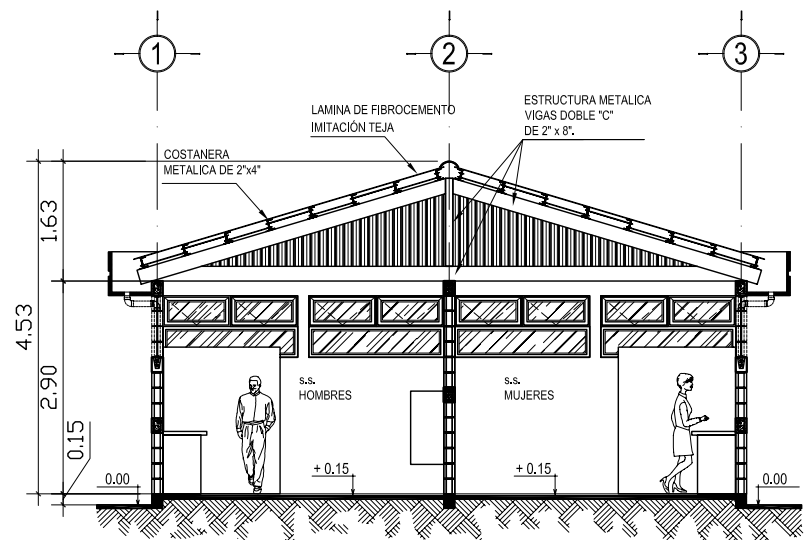 1
2
3
LAMINA DE FIBROCEMENTO
IMITACIÓN TEJA
ESTRUCTURA METALICA
VIGAS DOBLE "C"
DE 2" x 8".
COSTANERA
METALICA DE 2"x4"
1.63
4.53
2.90
0.15
s.s.
HOMBRES
s.s.
MUJERES
0.00
+ 0.15
+ 0.15
0.00